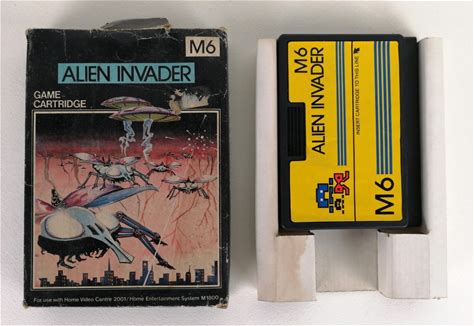 M6
ALIEN INVADER
GAME
CARTRIDGE
For use with Home Video Centre 2001/Home Entertainment System M1800
M6
ALIEN INVADER
INSERT CARTRIDGE TO THIS LINE
M6